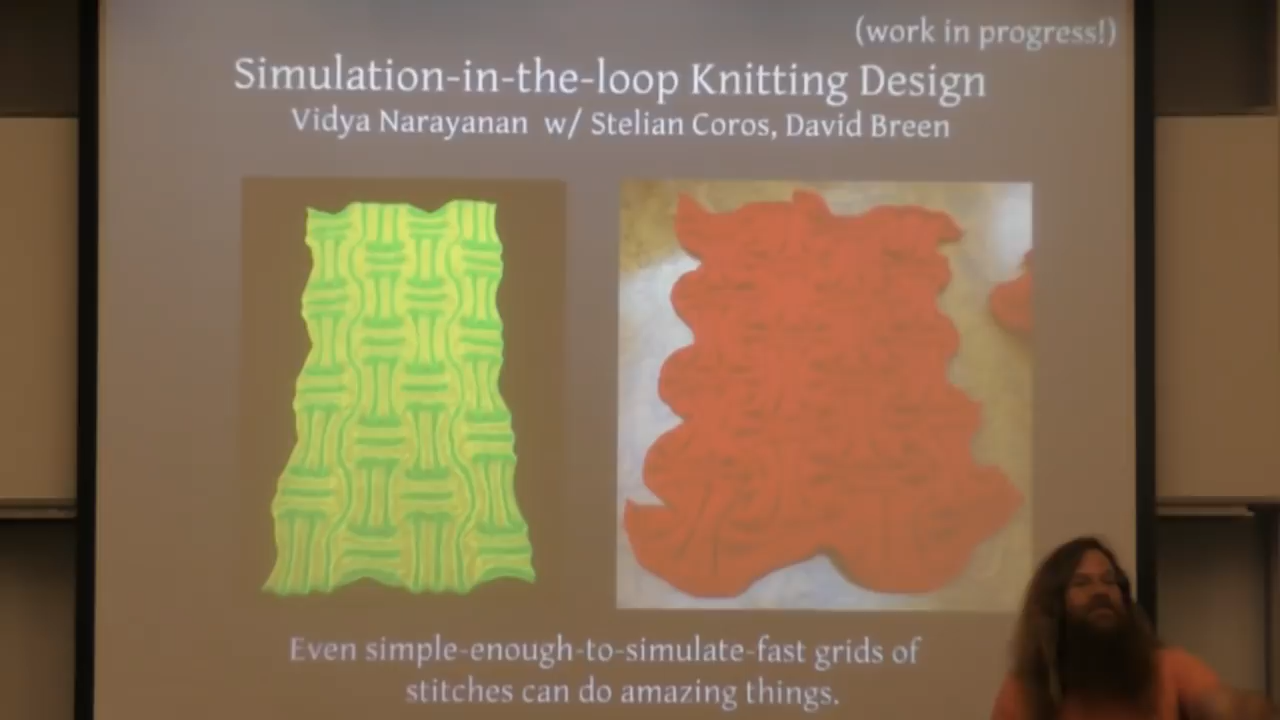 (work in progress!)
Simulation-in-the-loop Knitting Design
Vidya Narayanan w/ Stelian Coros, David Breen
Even simple-enough-to-simulate-fast grids of
stitches can do amazing things.